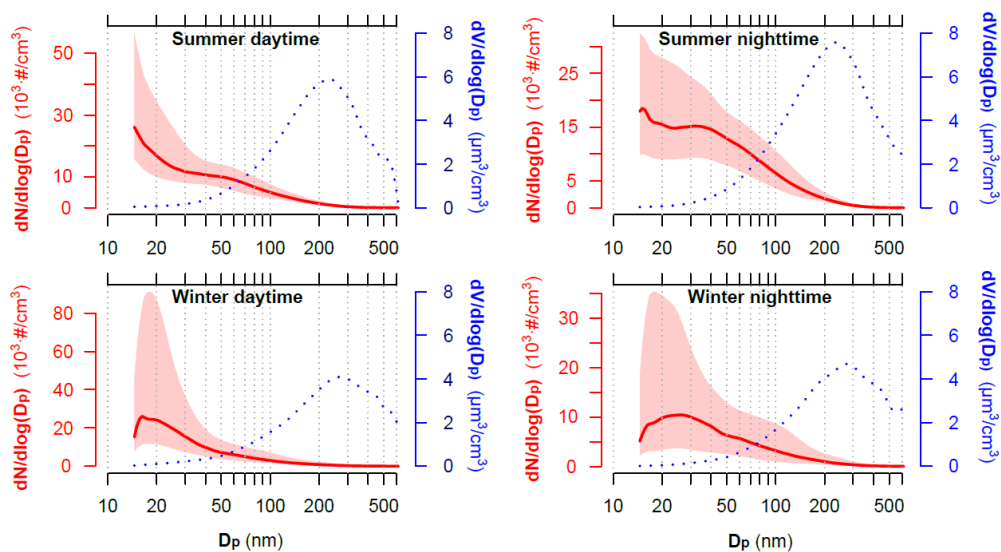 Summer daytime
dN/dlog(Dp) (10³·#/cm³)
50
30
10
0
dV/dlog(Dp) (µm³/cm³)
8
6
4
2
0
10 20 50 100 200 500
Summer nighttime
dN/dlog(Dp) (10³·#/cm³)
25
15
5
0
dV/dlog(Dp) (µm³/cm³)
8
6
4
2
0
10 20 50 100 200 500
Winter daytime
dN/dlog(Dp) (10³·#/cm³)
80
60
40
20
0
dV/dlog(Dp) (µm³/cm³)
8
6
4
2
0
10 20 50 100 200 500
Dp (nm)
Winter nighttime
dN/dlog(Dp) (10³·#/cm³)
30
20
10
0
dV/dlog(Dp) (µm³/cm³)
8
6
4
2
0
10 20 50 100 200 500
Dp (nm)